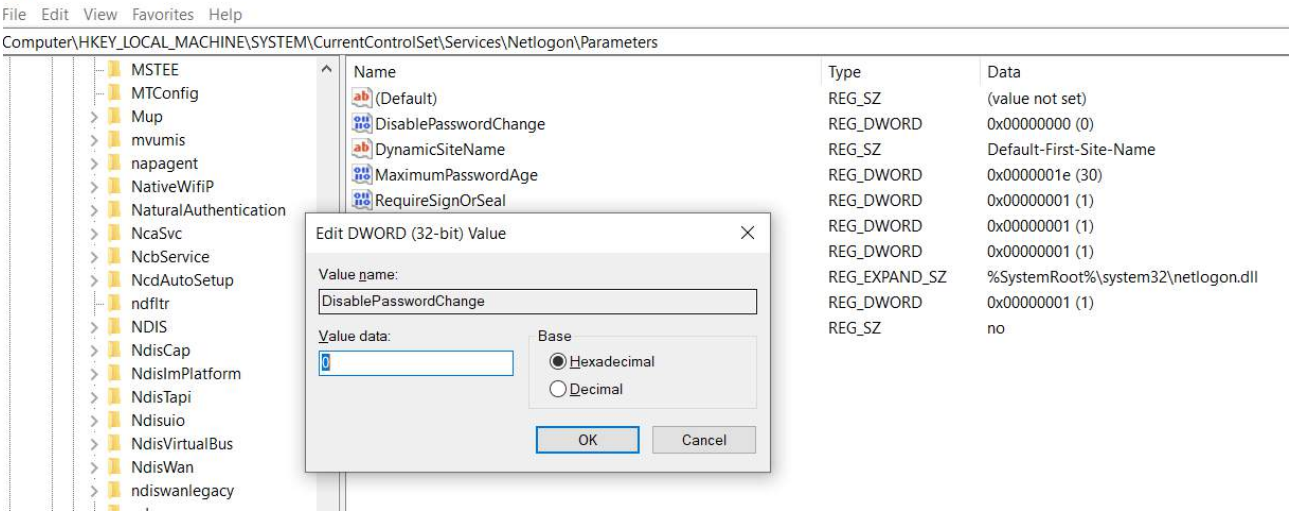 File Edit View Favorites Help
Computer\HKEY_LOCAL_MACHINE\SYSTEM\CurrentControlSet\Services\Netlogon\Parameters
MSTEE
MTConfig
Mup
mvumis
napagent
NativeWifiP
NaturalAuthentication
NcaSvc
NcbService
NcdAutoSetup
ndfltr
NDIS
NdisCap
NdisImPlatform
NdisTapi
Ndisuio
NdisVirtualBus
NdisWan
ndiswanlegacy
Name Type Data
(Default) REG_SZ (value not set)
DisablePasswordChange REG_DWORD 0x00000000 (0)
DynamicSiteName REG_SZ Default-First-Site-Name
MaximumPasswordAge REG_DWORD 0x0000001e (30)
RequireSignOrSeal REG_DWORD 0x00000001 (1)
REG_DWORD 0x00000001 (1)
REG_DWORD 0x00000001 (1)
REG_EXPAND_SZ %SystemRoot%\system32\netlogon.dll
REG_DWORD 0x00000001 (1)
REG_SZ no
Edit DWORD (32-bit) Value
Value name:
DisablePasswordChange
Value data:
0
Base
Hexadecimal
Decimal
OK Cancel